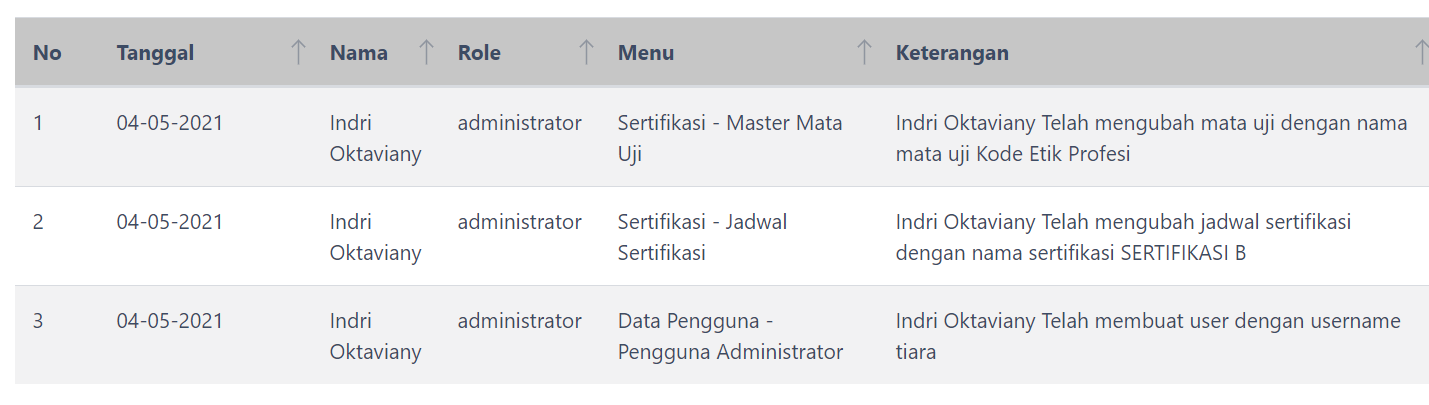 No Tanggal Nama Role Menu Keterangan
1 04-05-2021 Indri administrator Sertifikasi - Master Mata Indri Oktaviany Telah mengubah mata uji dengan nama
Oktaviany Uji mata uji Kode Etik Profesi
2 04-05-2021 Indri administrator Sertifikasi - Jadwal Indri Oktaviany Telah mengubah jadwal sertifikasi
Oktaviany Sertifikasi dengan nama sertifikasi SERTIFIKASI B
3 04-05-2021 Indri administrator Data Pengguna - Indri Oktaviany Telah membuat user dengan username
Oktaviany Pengguna Administrator tiara